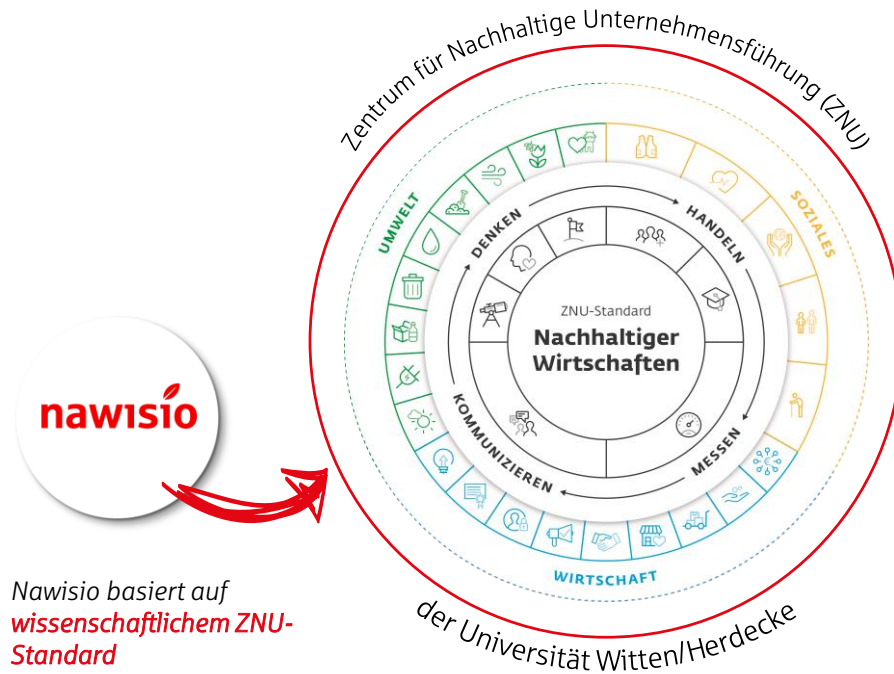 Zentrum für Nachhaltige Unternehmensführung (ZNU)
UMWELT
SOZIALES
DENKEN
HANDELN
ZNU-Standard
Nachhaltiger
Wirtschaften
KOMMUNIZIEREN
MESSEN
WIRTSCHAFT
der Universität Witten/Herdecke
nawisio
Nawisio basiert auf
wissenschaftlichem ZNU-
Standard